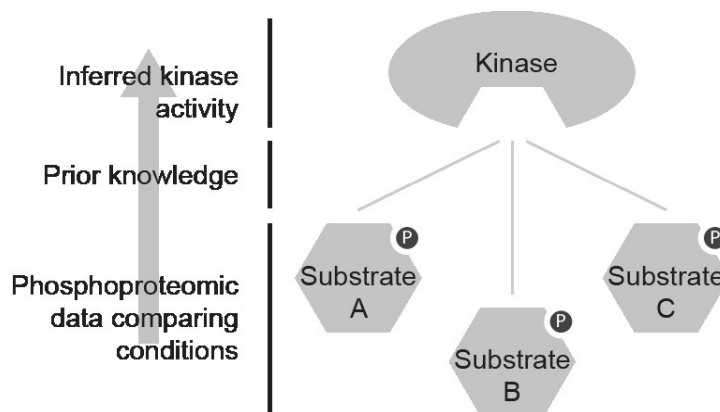 Inferred kinase
activity
Kinase
Prior knowledge
Phosphoproteomic
data comparing
conditions
P
Substrate
A
P
Substrate
B
P
Substrate
C